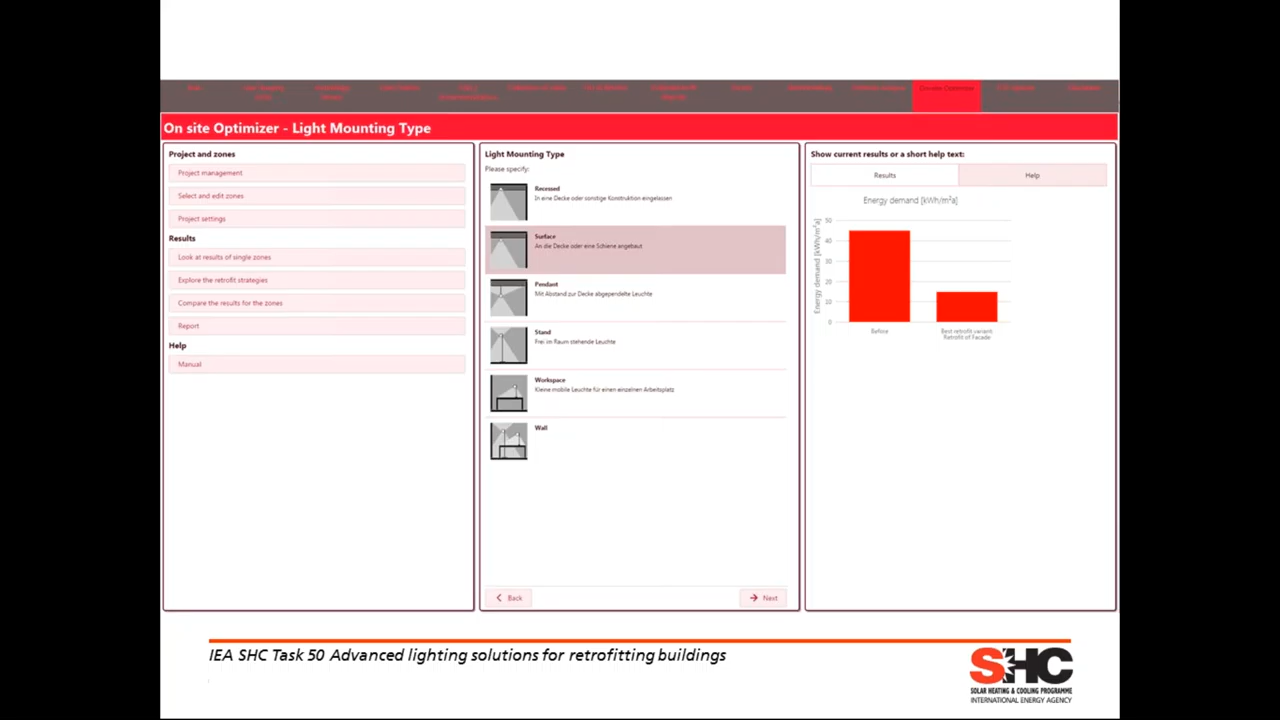 On-site Optimizer
On site Optimizer - Light Mounting Type
Project and zones
Project management
Select and edit zones
Project settings
Results
Look at results of single zones
Explore the retrofit strategies
Compare the results for the zones
Report
Help
Manual
Light Mounting Type
Please specify:
Recessed
In eine Decke oder sonstige Konstruktion eingelassen
Surface
An die Decke oder eine Schiene angebaut
Pendant
Mit Abstand zur Decke abgependelte Leuchte
Stand
Frei im Raum stehende Leuchte
Workspace
Kleine mobile Leuchte für einen einzelnen Arbeitsplatz
Wall
Back
Next
Show current results or a short help text:
Results
Help
Energy demand [kWh/m²a]
Energy demand [kWh/m²a]
50
40
30
20
10
0
Before
Best retrofit variant:
Retrofit of Facade
IEA SHC Task 50 Advanced lighting solutions for retrofitting buildings
SHC
SOLAR HEATING & COOLING PROGRAMME
INTERNATIONAL ENERGY AGENCY